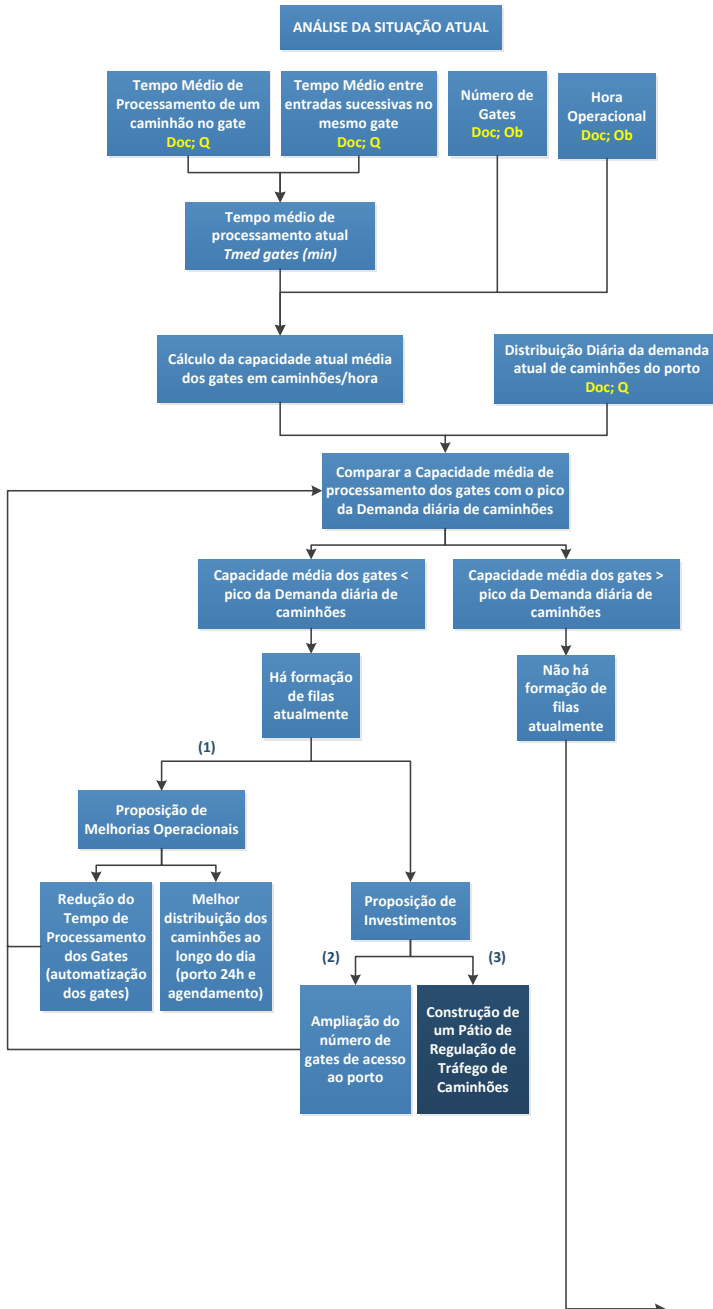 ANÁLISE DA SITUAÇÃO ATUAL
Tempo Médio de
Processamento de um
caminhão no gate
Doc; Q
Tempo Médio entre
entradas sucessivas no
mesmo gate
Doc; Q
Número de
Gates
Doc; Ob
Hora
Operacional
Doc; Ob
Tempo médio de
processamento atual
Tmed gates (min)
Cálculo da capacidade atual média
dos gates em caminhões/hora
Distribuição Diária da demanda
atual de caminhões do porto
Doc; Q
Comparar a Capacidade média de
processamento dos gates com o pico
da Demanda diária de caminhões
Capacidade média dos gates <
pico da Demanda diária de
caminhões
Capacidade média dos gates >
pico da Demanda diária de
caminhões
Há formação
de filas
atualmente
Não há
formação de
filas
atualmente
(1)
Proposição de
Melhorias Operacionais
Redução do
Tempo de
Processamento
dos Gates
(automatização
dos gates)
Melhor
distribuição dos
caminhões ao
longo do dia
(porto 24h e
agendamento)
Proposição de
Investimentos
(2)
(3)
Ampliação do
número de
gates de acesso
ao porto
Construção de
um Pátio de
Regulação de
Tráfego de
Caminhões